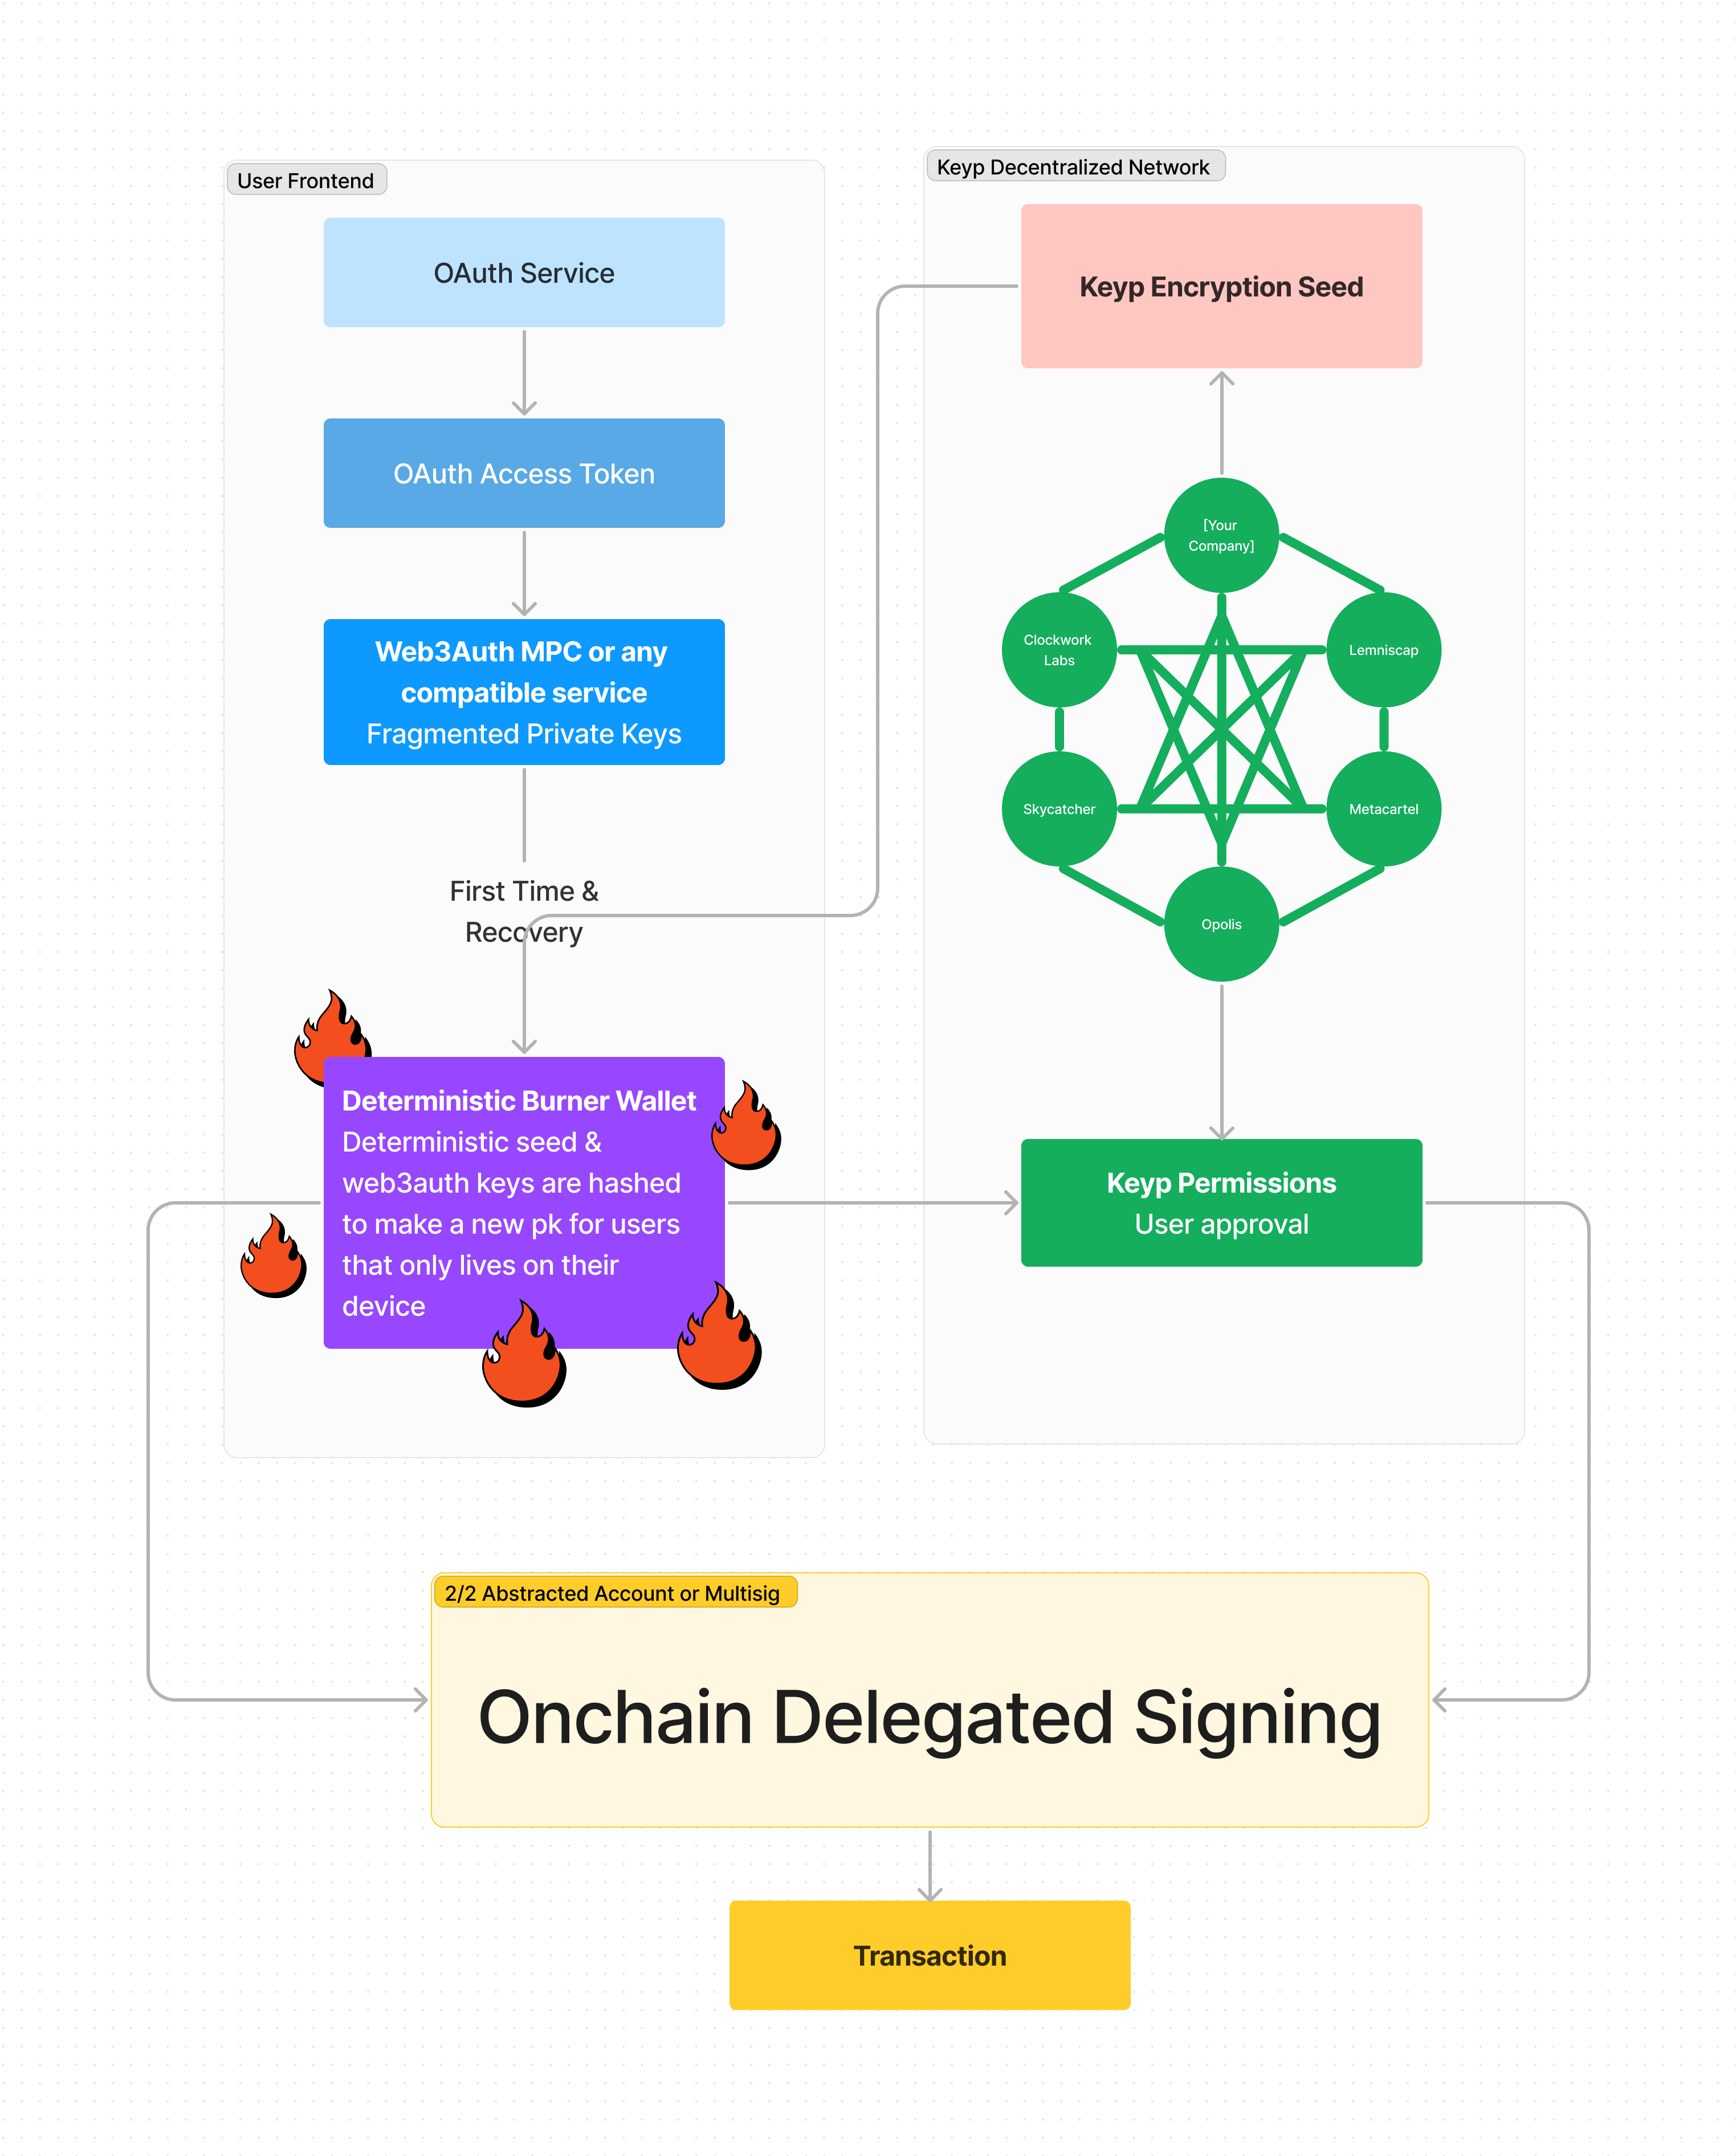 User Frontend
OAuth Service
OAuth Access Token
Web3Auth MPC or any
compatible service
Fragmented Private Keys
First Time &
Recovery
Deterministic Burner Wallet
Deterministic seed &
web3auth keys are hashed
to make a new pk for users
that only lives on their
device
Keyp Decentralized Network
Keyp Encryption Seed
[Your
Company]
Clockwork
Labs
Lemniscap
Skycatcher
Metacartel
Opolis
Keyp Permissions
User approval
2/2 Abstracted Account or Multisig
Onchain Delegated Signing
Transaction